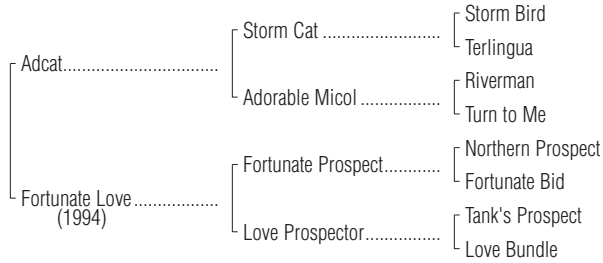 Storm Bird
Storm Cat ........................
Terlingua
Adcat................................
Riverman
Adorable Micol ................
Turn to Me
Northern Prospect
Fortunate Prospect............
Fortunate Bid
Fortunate Love.................
(1994)
Tank's Prospect
Love Prospector...............
Love Bundle